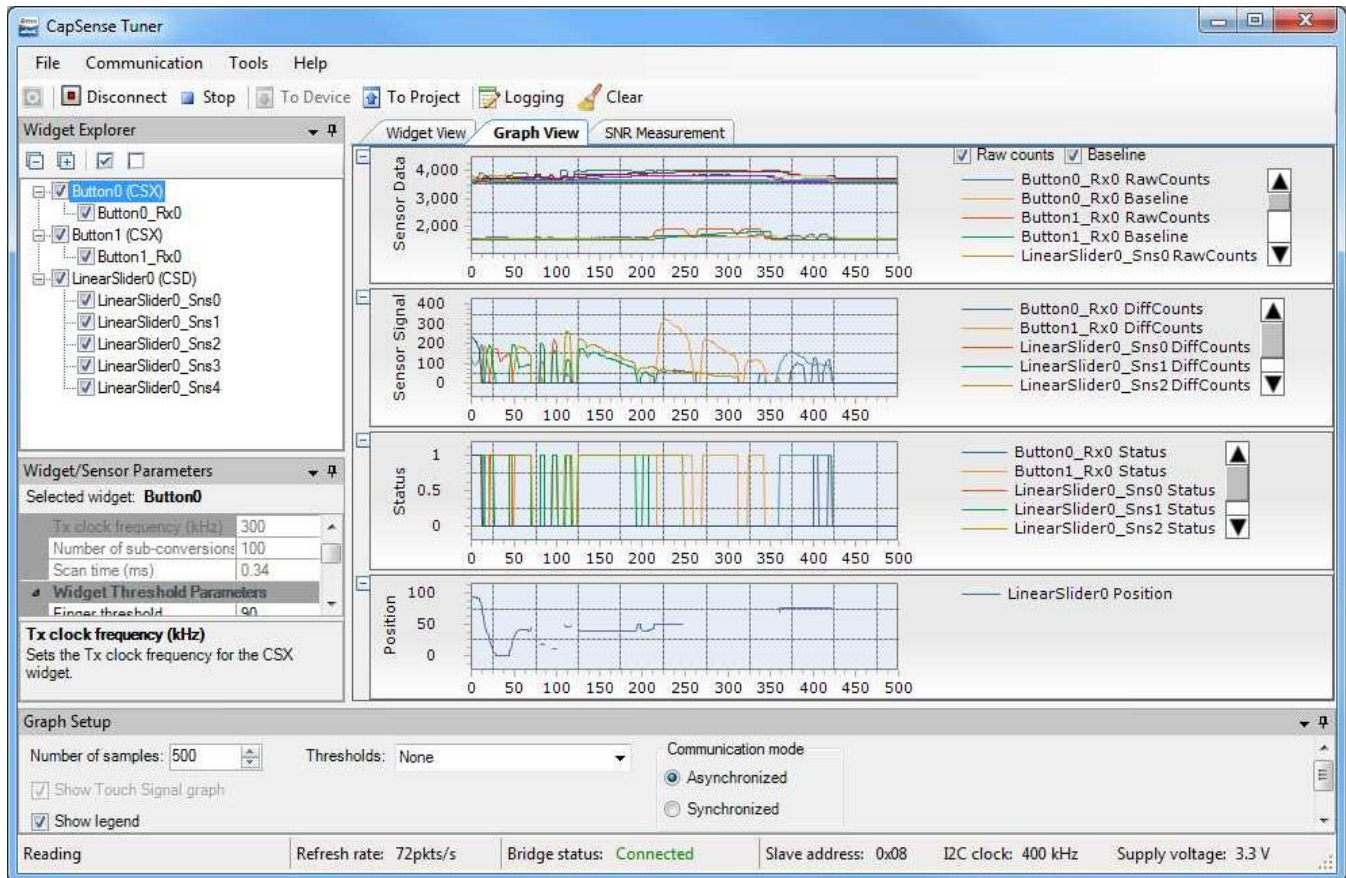 CapSense Tuner
File Communication Tools Help
Disconnect Stop To Device To Project Logging Clear
Widget Explorer
Button0 (CSX)
Button0_Rx0
Button1 (CSX)
Button1_Rx0
LinearSlider0 (CSD)
LinearSlider0_Sns0
LinearSlider0_Sns1
LinearSlider0_Sns2
LinearSlider0_Sns3
LinearSlider0_Sns4
Widget/Sensor Parameters
Selected widget: Button0
Tx clock frequency (kHz) 300
Number of sub-conversions 100
Scan time (ms) 0.34
Widget Threshold Parameters
Finger threshold 90
Tx clock frequency (kHz)
Sets the Tx clock frequency for the CSX
widget.
Widget View Graph View SNR Measurement
Sensor Data
4,000
3,000
2,000
0 50 100 150 200 250 300 350 400 450 500
Raw counts Baseline
Button0_Rx0 RawCounts
Button0_Rx0 Baseline
Button1_Rx0 RawCounts
Button1_Rx0 Baseline
LinearSlider0_Sns0 RawCounts
Sensor Signal
400
300
200
100
0
0 50 100 150 200 250 300 350 400 450
Button0_Rx0 DiffCounts
Button1_Rx0 DiffCounts
LinearSlider0_Sns0 DiffCounts
LinearSlider0_Sns1 DiffCounts
LinearSlider0_Sns2 DiffCounts
Status
1
0.5
0
0 50 100 150 200 250 300 350 400 450 500
Button0_Rx0 Status
Button1_Rx0 Status
LinearSlider0_Sns0 Status
LinearSlider0_Sns1 Status
LinearSlider0_Sns2 Status
Position
100
50
0
0 50 100 150 200 250 300 350 400 450 500
LinearSlider0 Position
Graph Setup
Number of samples: 500
Thresholds: None
Show Touch Signal graph
Show legend
Communication mode
Asynchronized
Synchronized
Reading Refresh rate: 72pkts/s Bridge status: Connected Slave address: 0x08 I2C clock: 400 kHz Supply voltage: 3.3 V